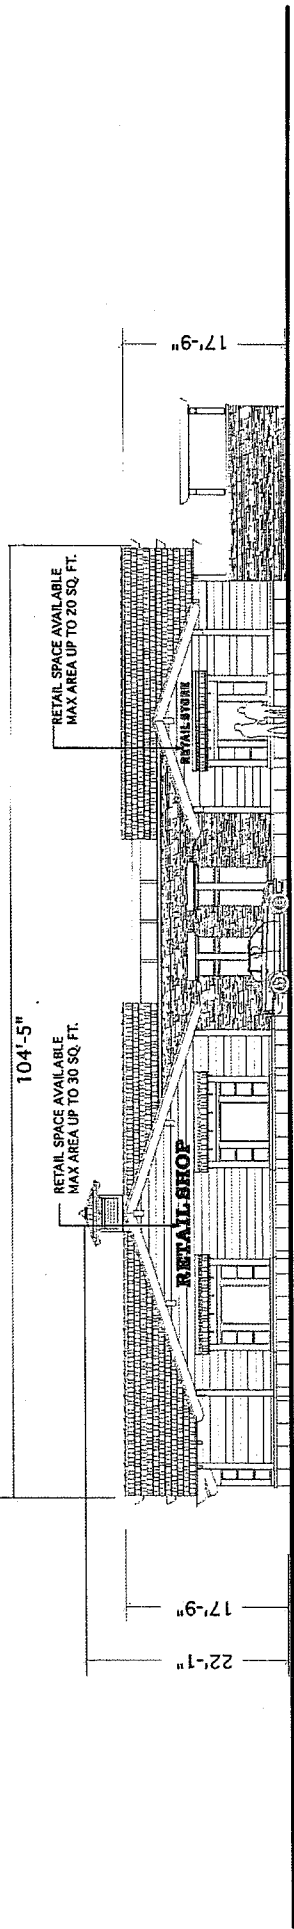 104'-5"
RETAIL SPACE AVAILABLE
MAX AREA UP TO 30 SQ. FT.
RETAIL SPACE AVAILABLE
MAX AREA UP TO 20 SQ. FT.
RETAIL SHOP
RETAIL STORE
22'-1"
17'-9"
17'-9"